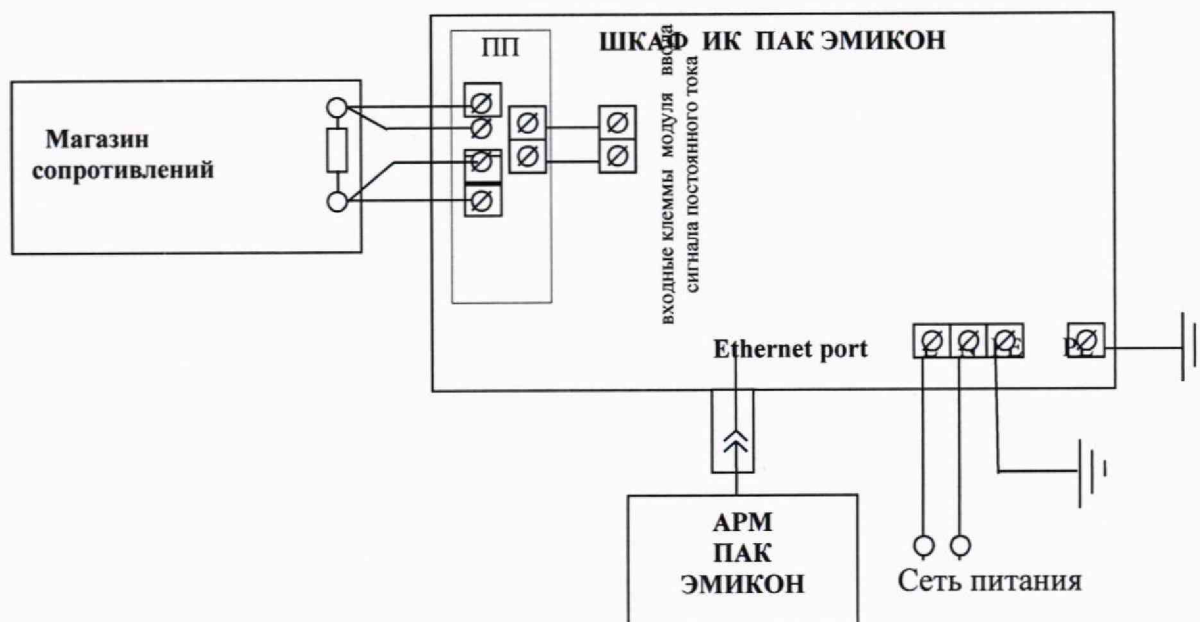 ПП
ШКАФ ИК ПАК ЭМИКОН
Магазин
сопротивлений
входные клеммы модуля ввода
сигнала постоянного тока
Ethernet port
L
N
PE
PE
АРМ
ПАК
ЭМИКОН
Сеть питания